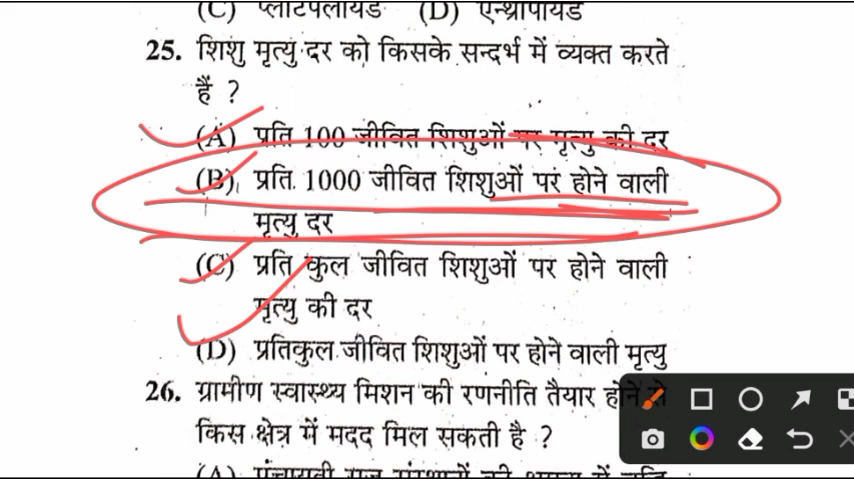 (C) प्लाटिपलायड (D) एन्थ्रोपायड
25. शिशु मृत्यु दर को किसके सन्दर्भ में व्यक्त करते
हैं ?
(A) प्रति 100 जीवित शिशुओं पर मृत्यु की दर
(B) प्रति 1000 जीवित शिशुओं पर होने वाली
मृत्यु दर
(C) प्रति कुल जीवित शिशुओं पर होने वाली
मृत्यु की दर
(D) प्रतिकुल जीवित शिशुओं पर होने वाली मृत्यु
26. ग्रामीण स्वास्थ्य मिशन की रणनीति तैयार होने से
किस क्षेत्र में मदद मिल सकती है ?
(A) पंचायती राज संस्थानों की